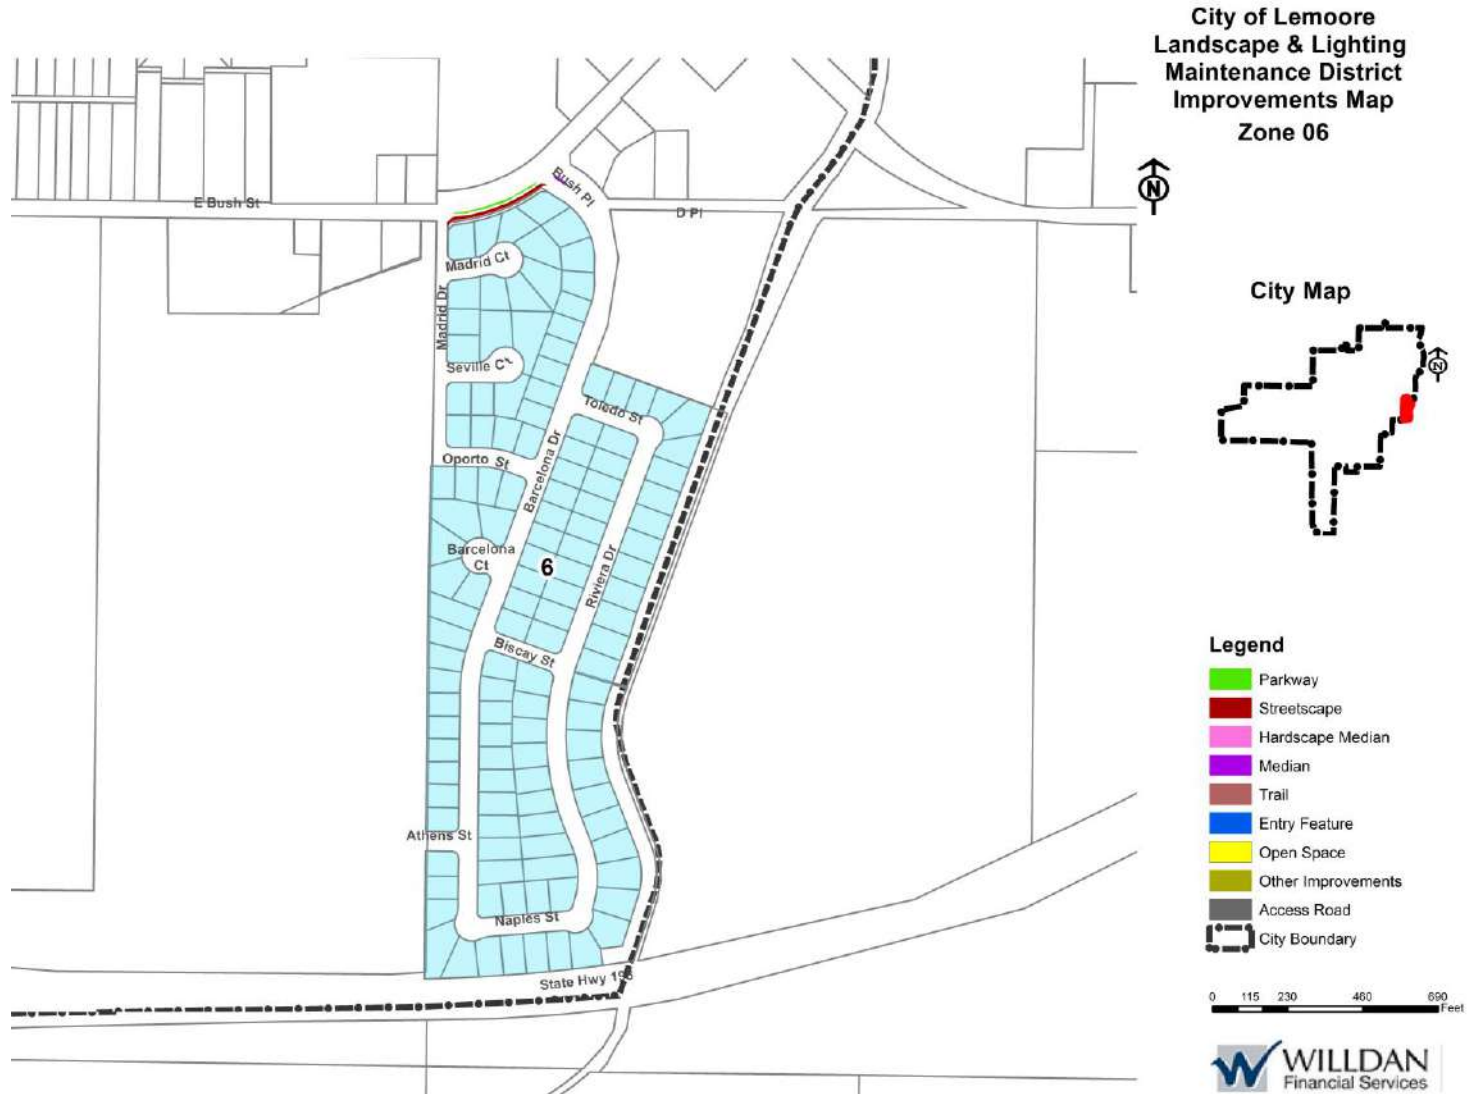 City of Lemoore
Landscape & Lighting
Maintenance District
Improvements Map
Zone 06
N
E Bush St
Bush Pl
D Pl
Madrid Ct
Madrid Dr
Seville Ct
Toledo St
Oporto St
Barcelona Dr
Barcelona
Ct
6
Riviera Dr
Biscay St
Athens St
Naples St
State Hwy 198
City Map
N
Legend
Parkway
Streetscape
Hardscape Median
Median
Trail
Entry Feature
Open Space
Other Improvements
Access Road
City Boundary
0 115 230 460 690
Feet
WILLDAN
Financial Services